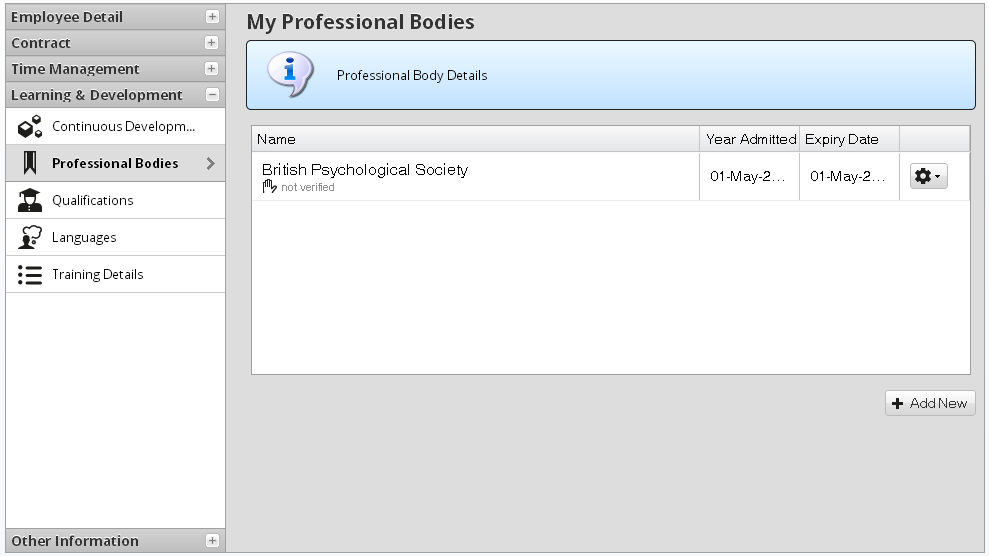 Employee Detail
Contract
Time Management
Learning & Development
Continuous Developm...
Professional Bodies
Qualifications
Languages
Training Details
Other Information
My Professional Bodies
Professional Body Details
Name Year Admitted Expiry Date
British Psychological Society 01-May-2... 01-May-2...
not verified
Add New